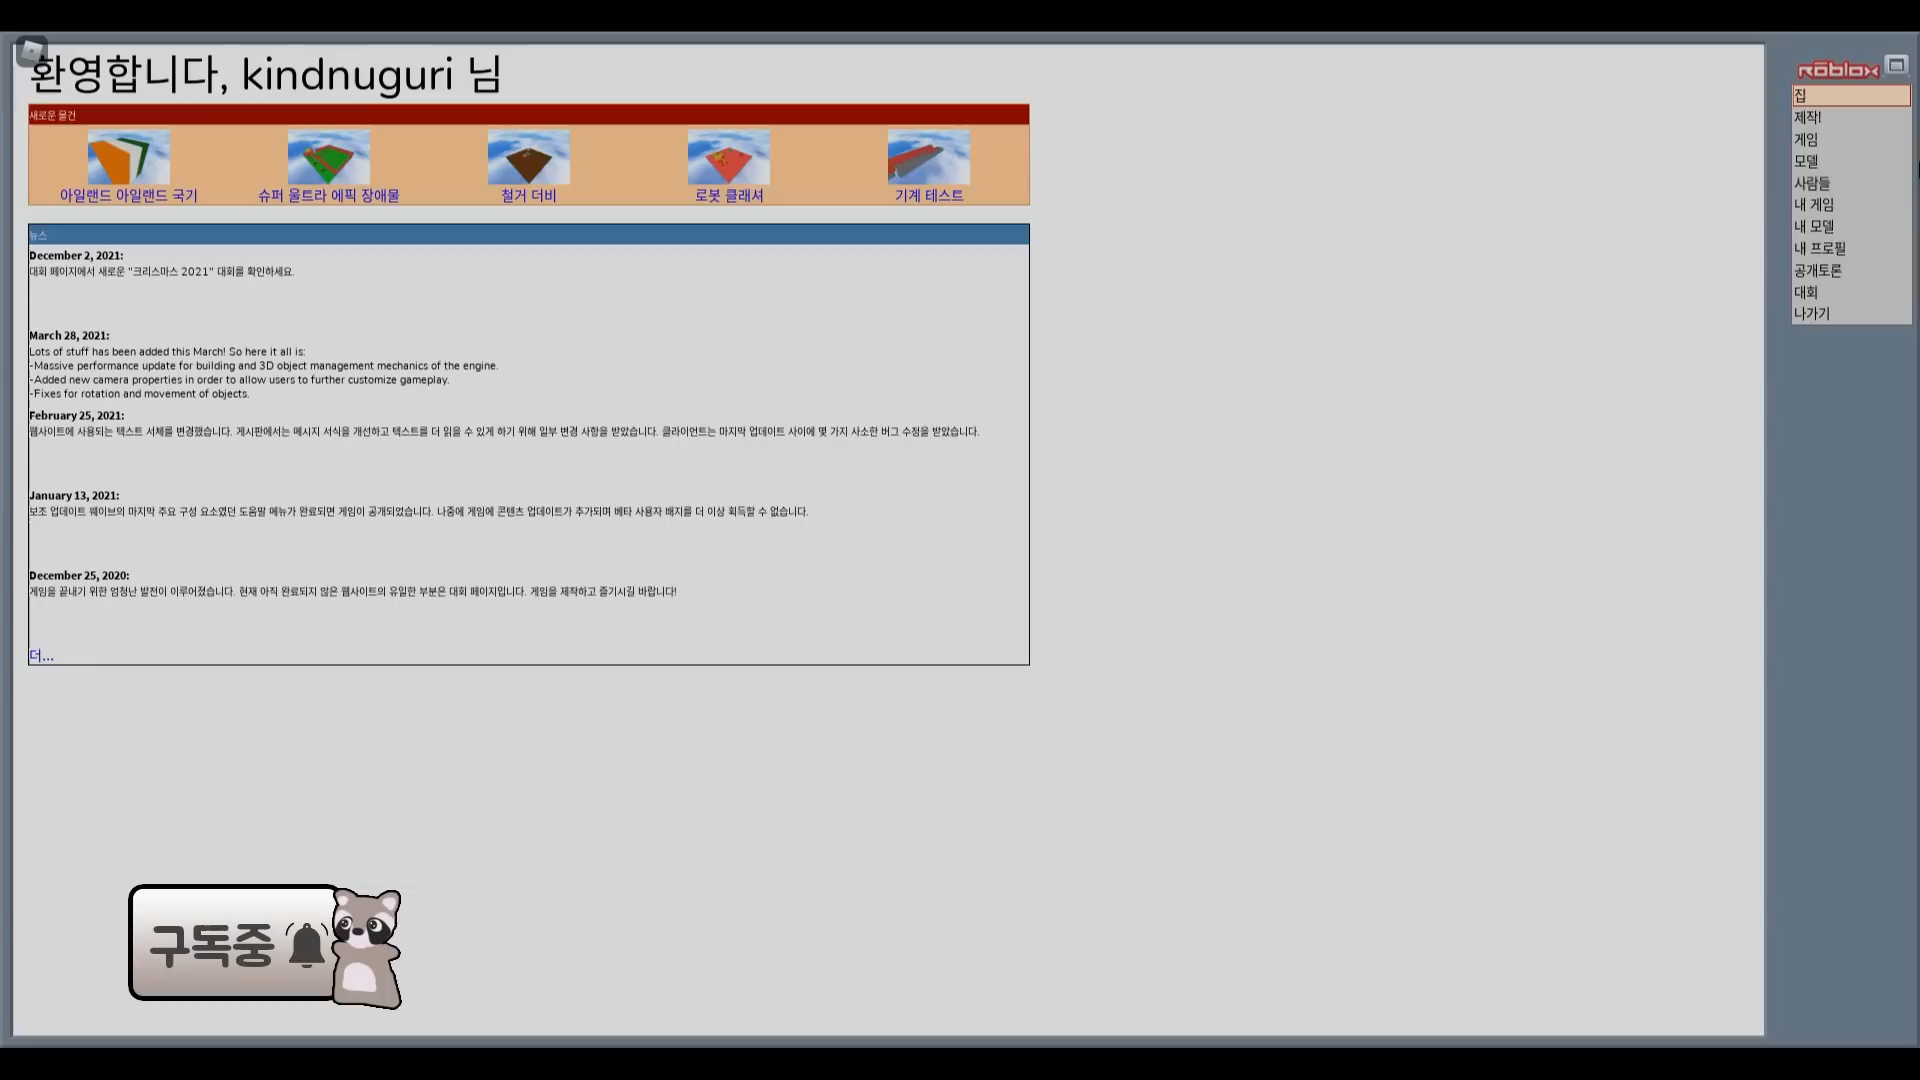 환영합니다, kindnuguri 님
새로운 물건
아일랜드 아일랜드 국기
슈퍼 울트라 에픽 장애물
철거 더비
로봇 클래셔
기계 테스트
뉴스
December 2, 2021:
대회 페이지에서 새로운 "크리스마스 2021" 대회를 확인하세요.
March 28, 2021:
Lots of stuff has been added this March! So here it all is:
-Massive performance update for building and 3D object management mechanics of the engine.
-Added new camera properties in order to allow users to further customize gameplay.
-Fixes for rotation and movement of objects.
February 25, 2021:
웹사이트에 사용되는 텍스트 서체를 변경했습니다. 게시판에서는 메시지 서식을 개선하고 텍스트를 더 읽을 수 있게 하기 위해 일부 변경 사항을 받았습니다. 클라이언트는 마지막 업데이트 사이에 몇 가지 사소한 버그 수정을 받았습니다.
January 13, 2021:
보조 업데이트 웨이브의 마지막 주요 구성 요소였던 도움말 메뉴가 완료되면 게임이 공개되었습니다. 나중에 게임에 콘텐츠 업데이트가 추가되며 베타 사용자 배지를 더 이상 획득할 수 없습니다.
December 25, 2020:
게임을 끝내기 위한 엄청난 발전이 이루어졌습니다. 현재 아직 완료되지 않은 웹사이트의 유일한 부분은 대회 페이지입니다. 게임을 제작하고 즐기시길 바랍니다!
더...
ROBLOX
집
제작!
게임
모델
사람들
내 게임
내 모델
내 프로필
공개토론
대회
나가기
구독중